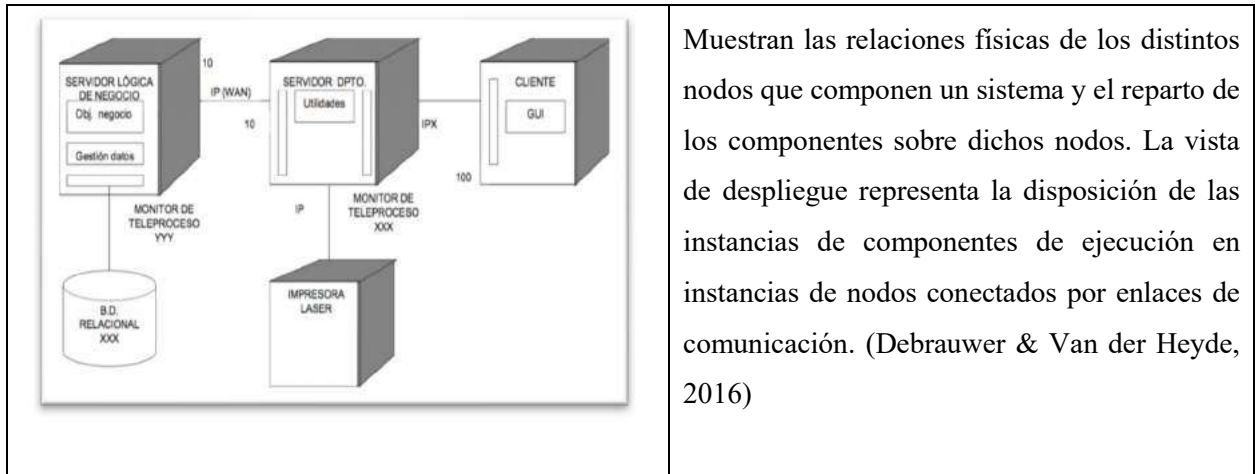 SERVIDOR LÓGICA
DE NEGOCIO
Obj. negocio
Gestión datos
10
IP (WAN)
10
SERVIDOR DPTO.
Utilidades
IPX
CLIENTE
GUI
100
MONITOR DE
TELEPROCESO
YYY
IP
MONITOR DE
TELEPROCESO
XXX
B.D.
RELACIONAL
XXX
IMPRESORA
LASER
Muestran las relaciones físicas de los distintos
nodos que componen un sistema y el reparto de
los componentes sobre dichos nodos. La vista
de despliegue representa la disposición de las
instancias de componentes de ejecución en
instancias de nodos conectados por enlaces de
comunicación. (Debrauwer & Van der Heyde,
2016)